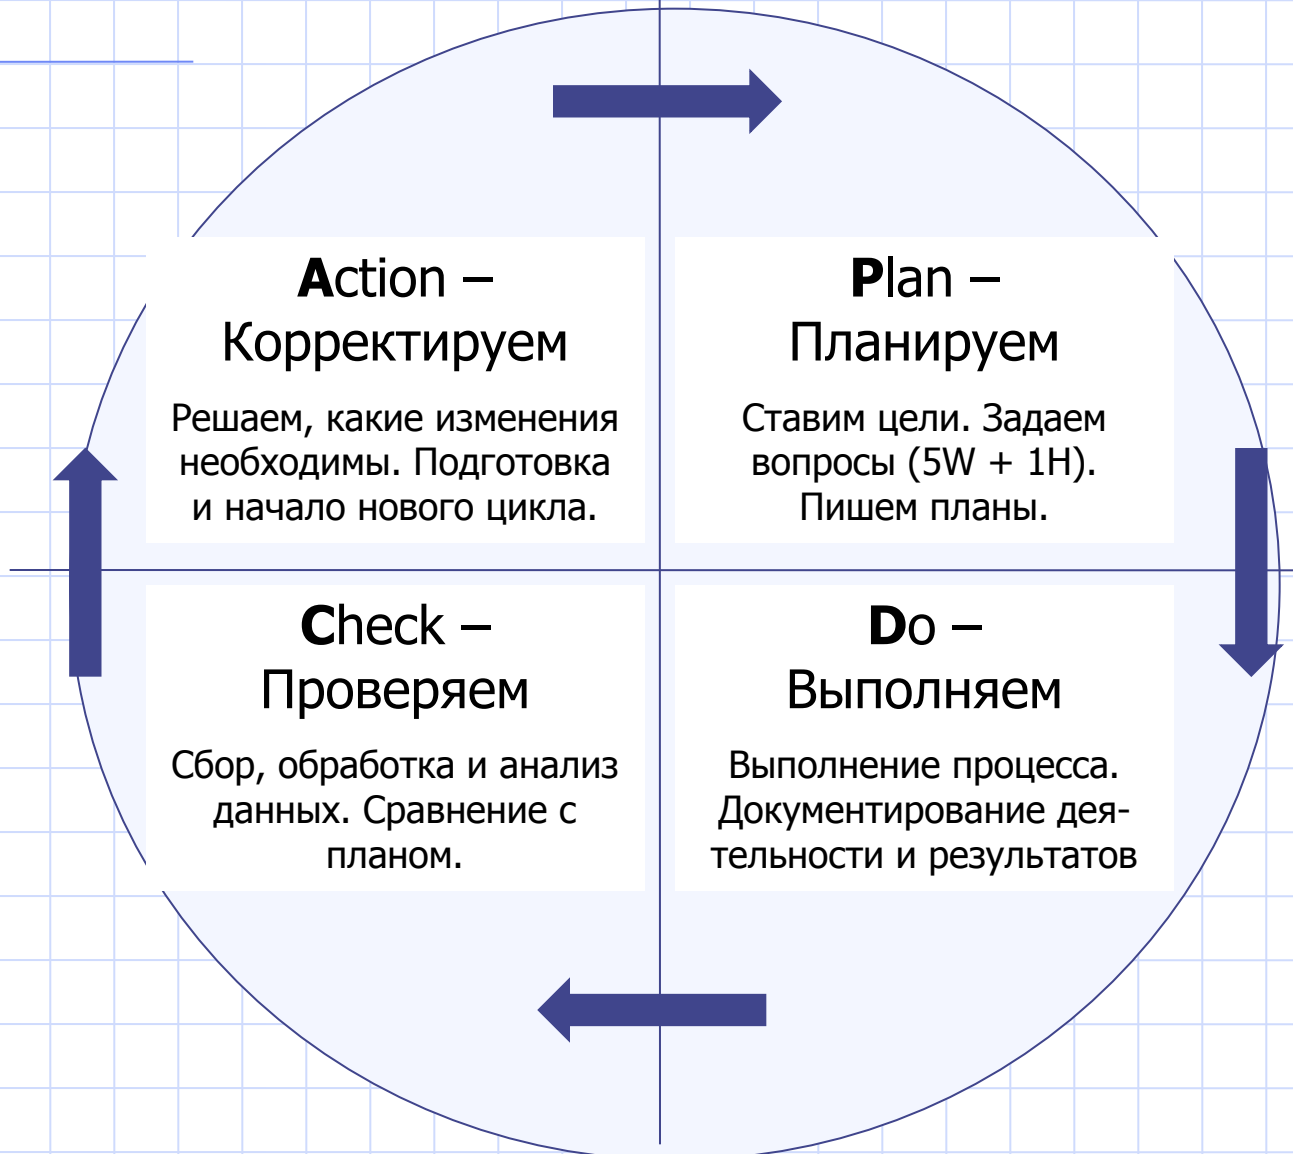 Action –
Корректируем
Решаем, какие изменения
необходимы. Подготовка
и начало нового цикла.
Plan –
Планируем
Ставим цели. Задаем
вопросы (5W + 1H).
Пишем планы.
Check –
Проверяем
Сбор, обработка и анализ
данных. Сравнение с
планом.
Do –
Выполняем
Выполнение процесса.
Документирование дея-
тельности и результатов